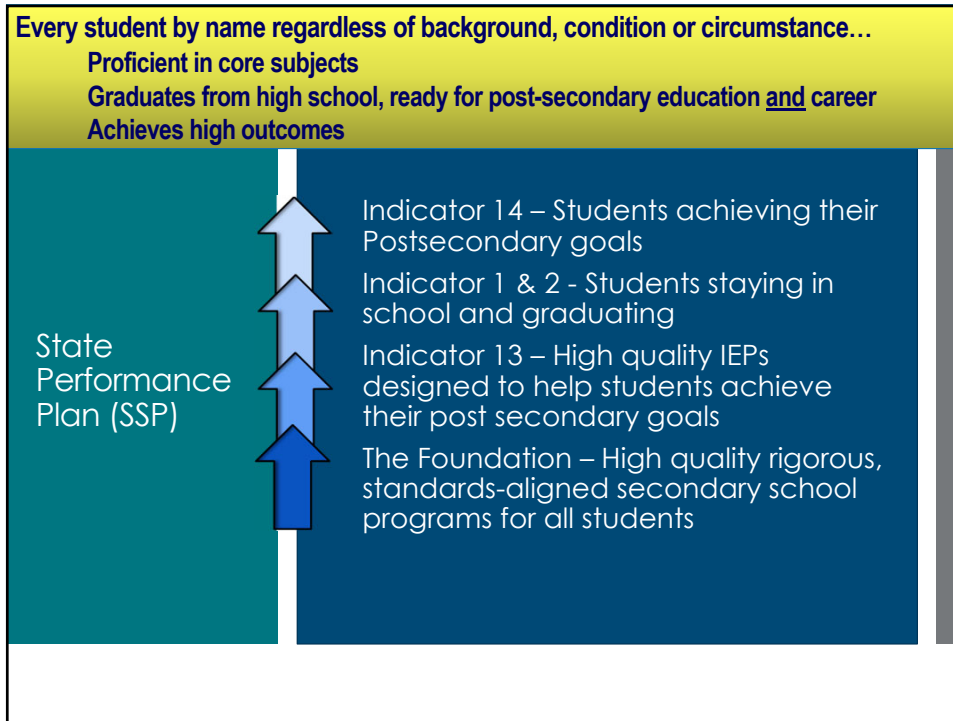 Every student by name regardless of background, condition or circumstance…
Proficient in core subjects
Graduates from high school, ready for post-secondary education and career
Achieves high outcomes
State
Performance
Plan (SSP)
Indicator 14 – Students achieving their
Postsecondary goals
Indicator 1 & 2 - Students staying in
school and graduating
Indicator 13 – High quality IEPs
designed to help students achieve
their post secondary goals
The Foundation – High quality rigorous,
standards-aligned secondary school
programs for all students